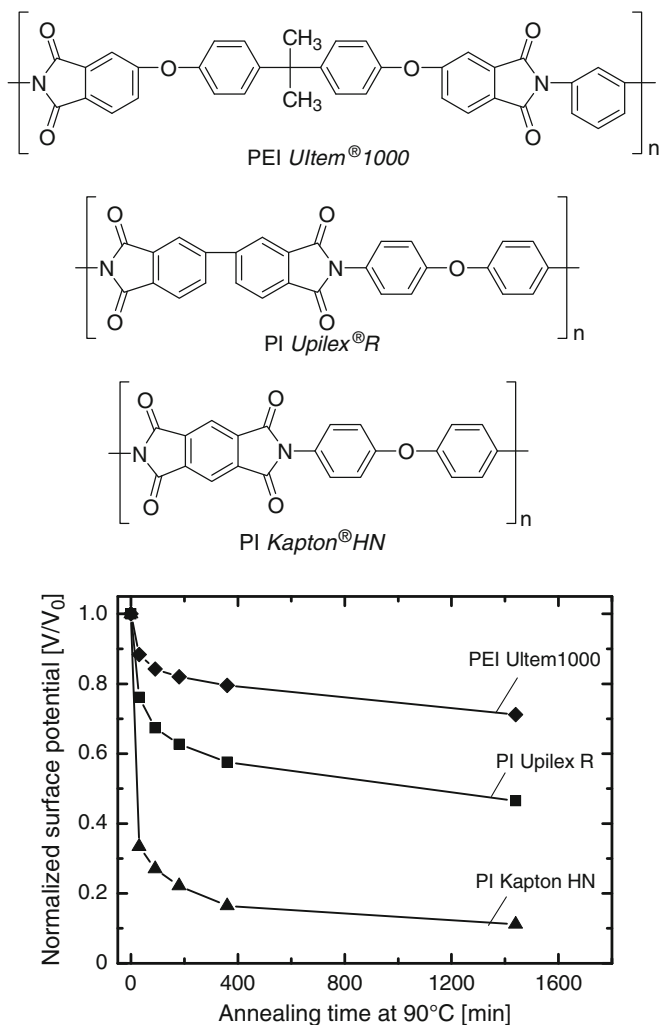 O O
N O CH₃ O N
O CH₃ O
n
PEI Ultem®1000
O O
N N O
O O
n
PI Upilex®R
O O
N N O
O O
n
PI Kapton®HN
Normalized surface potential [V/V₀]
1.0
0.8
0.6
0.4
0.2
0
PEI Ultem1000
PI Upilex R
PI Kapton HN
0 400 800 1200 1600
Annealing time at 90°C [min]